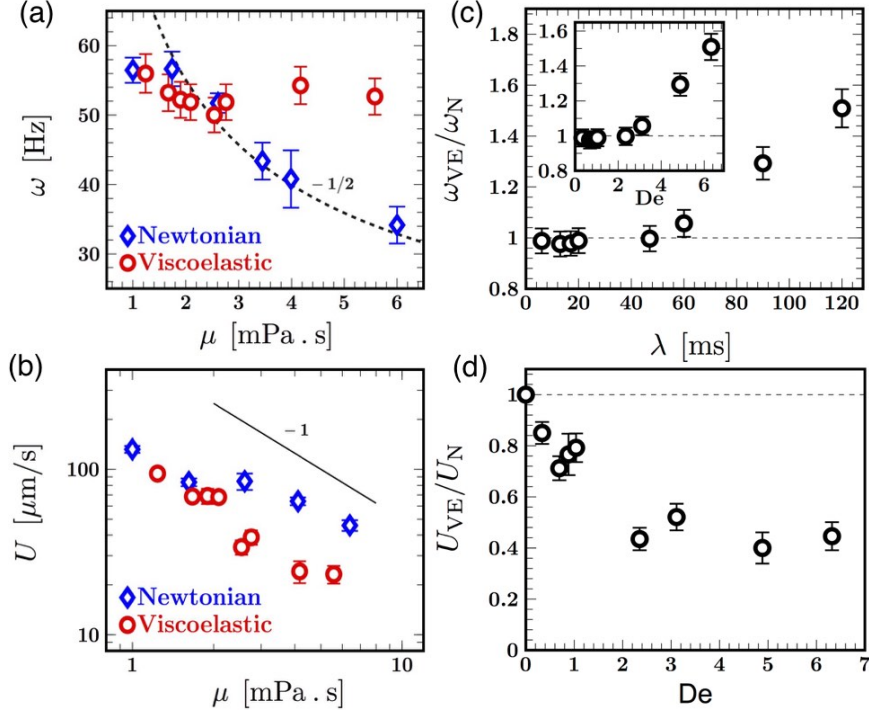 (a)
60
50
40
30
ω [Hz]
−1/2
Newtonian
Viscoelastic
1 2 3 4 5 6
μ [mPa . s]
(b)
100
10
U [μm/s]
−1
Newtonian
Viscoelastic
1 10
μ [mPa . s]
(c)
1.8
1.6
1.4
1.2
1
0.8
ω_VE/ω_N
1.6
1.4
1.2
1
0.8
0 2 4 6
De
0 20 40 60 80 100 120
λ [ms]
(d)
1
0.8
0.6
0.4
0.2
0
U_VE/U_N
0 1 2 3 4 5 6 7
De